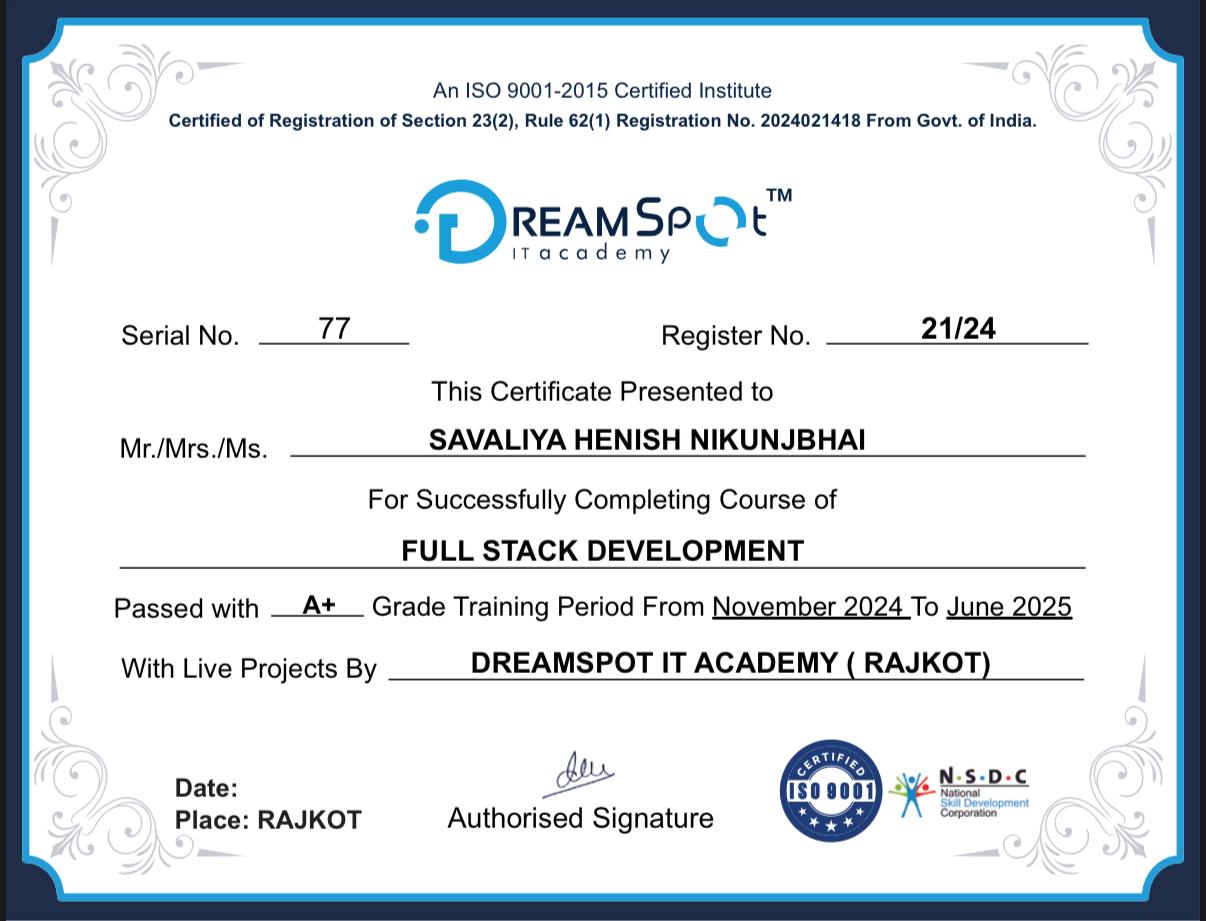 An ISO 9001-2015 Certified Institute
Certified of Registration of Section 23(2), Rule 62(1) Registration No. 2024021418 From Govt. of India.
DREAMSPOt™
IT academy
Serial No. 77
Register No. 21/24
This Certificate Presented to
Mr./Mrs./Ms. SAVALIYA HENISH NIKUNJBHAI
For Successfully Completing Course of
FULL STACK DEVELOPMENT
Passed with A+ Grade Training Period From November 2024 To June 2025
With Live Projects By DREAMSPOT IT ACADEMY ( RAJKOT)
Date:
Place: RAJKOT
Authorised Signature
CERTIFIED
ISO 9001
N·S·D·C
National
Skill Development
Corporation